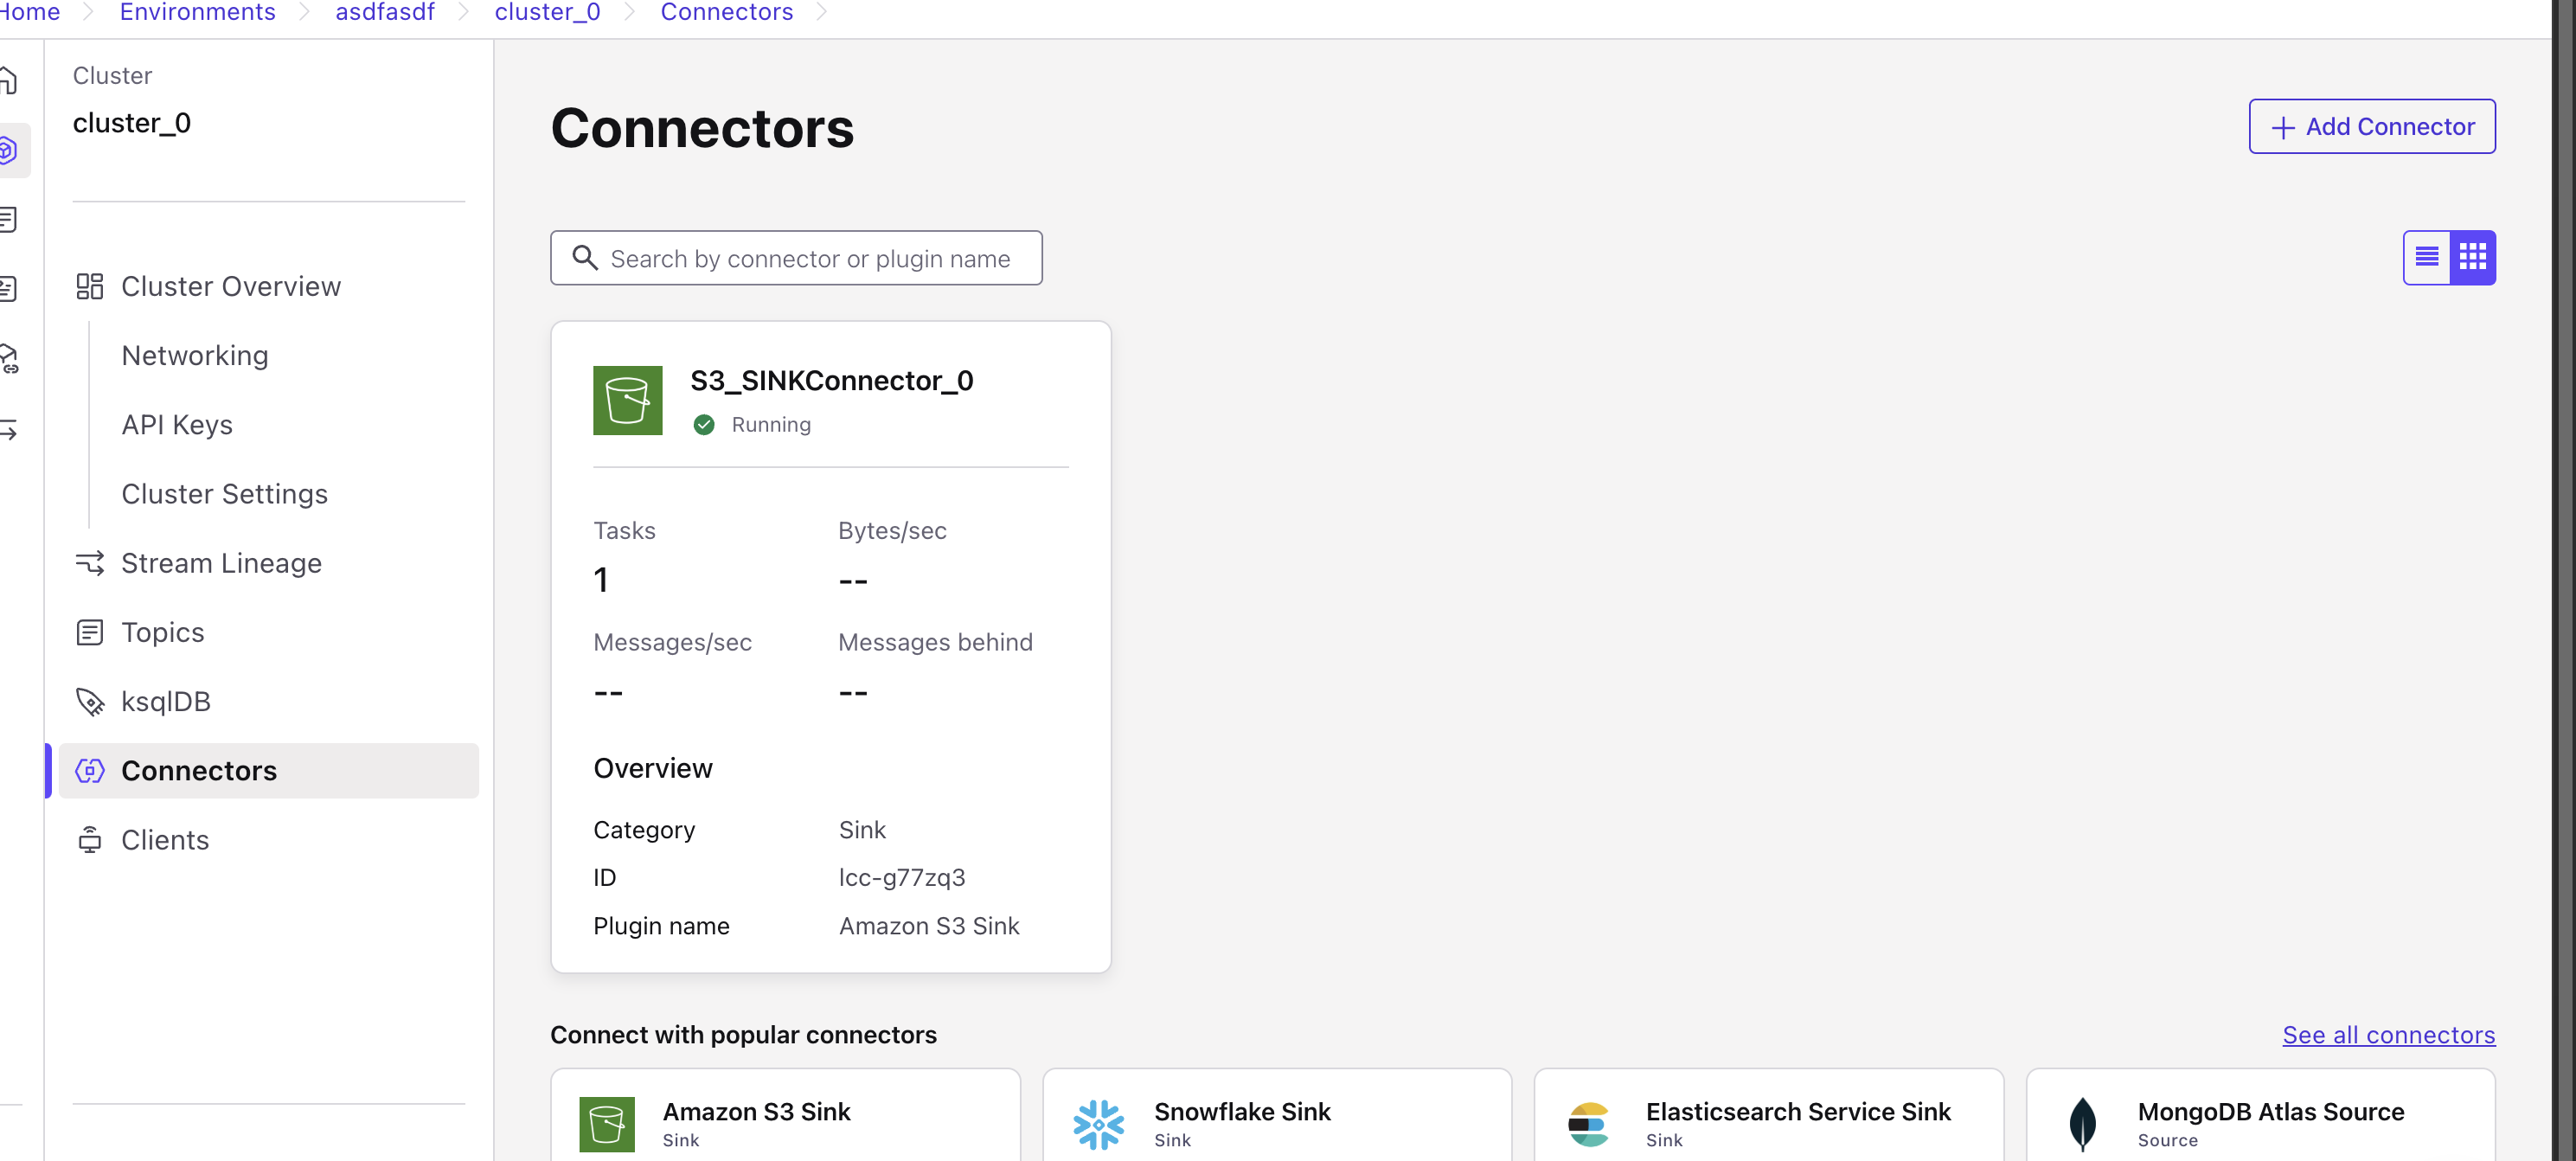 Home > Environments > asdfasdf > cluster_0 > Connectors >
Cluster
cluster_0
Cluster Overview
Networking
API Keys
Cluster Settings
Stream Lineage
Topics
ksqlDB
Connectors
Clients
Connectors
Add Connector
Search by connector or plugin name
S3_SINKConnector_0
Running
Tasks Bytes/sec
1 --
Messages/sec Messages behind
-- --
Overview
Category Sink
ID lcc-g77zq3
Plugin name Amazon S3 Sink
Connect with popular connectors
See all connectors
Amazon S3 Sink
Sink
Snowflake Sink
Sink
Elasticsearch Service Sink
Sink
MongoDB Atlas Source
Source